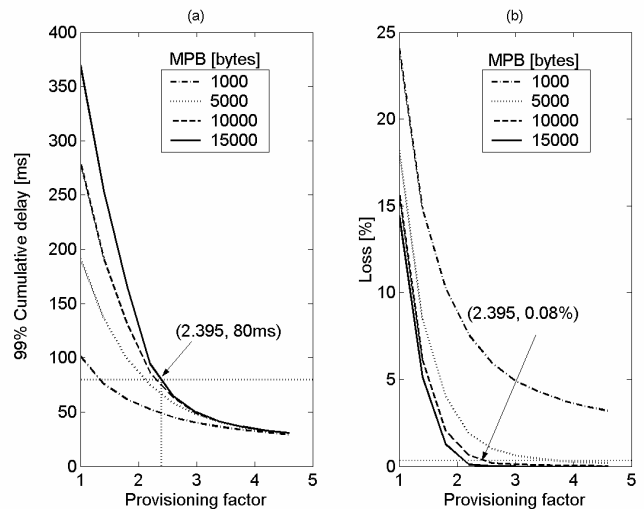 (a)
99% Cumulative delay [ms]
400
350
300
250
200
150
100
50
0
MPB [bytes]
1000
5000
10000
15000
(2.395, 80ms)
1 2 3 4 5
Provisioning factor
(b)
Loss [%]
25
20
15
10
5
0
MPB [bytes]
1000
5000
10000
15000
(2.395, 0.08%)
1 2 3 4 5
Provisioning factor